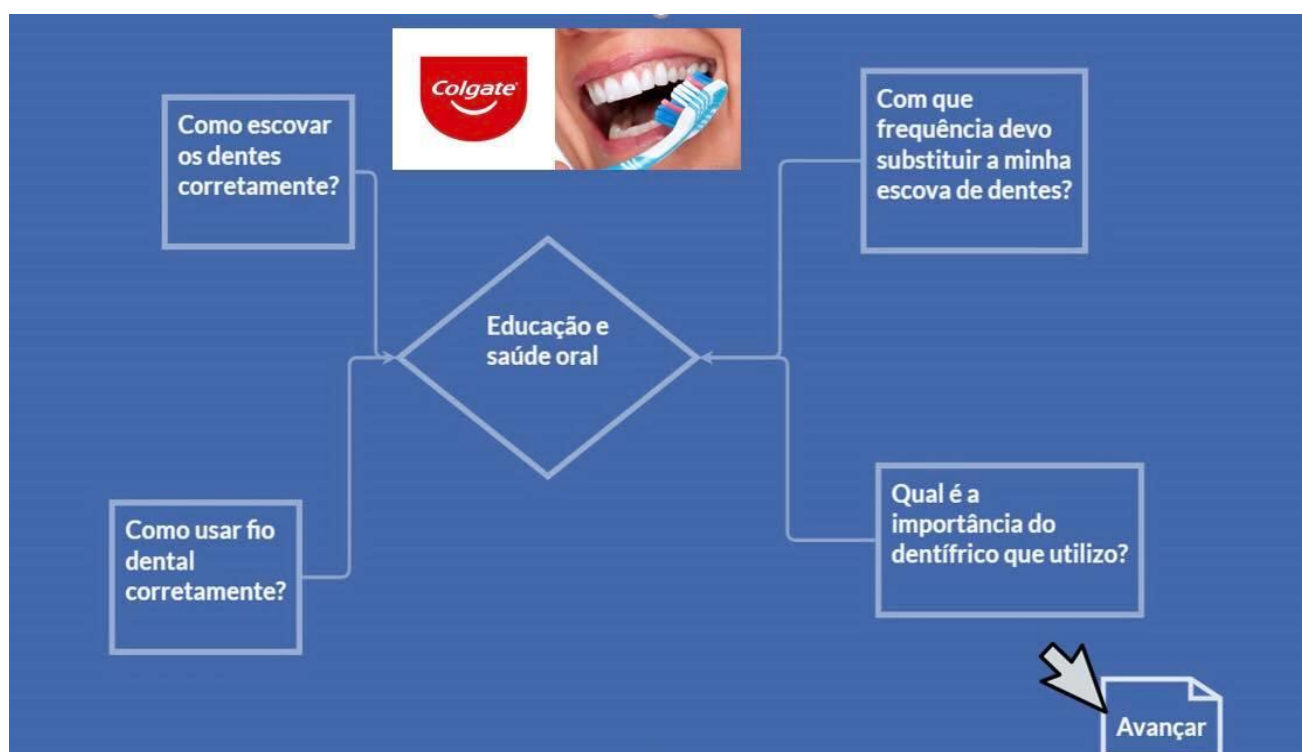 Colgate
Como escovar
os dentes
corretamente?
Com que
frequência devo
substituir a minha
escova de dentes?
Educação e
saúde oral
Como usar fio
dental
corretamente?
Qual é a
importância do
dentífrico que utilizo?
Avançar